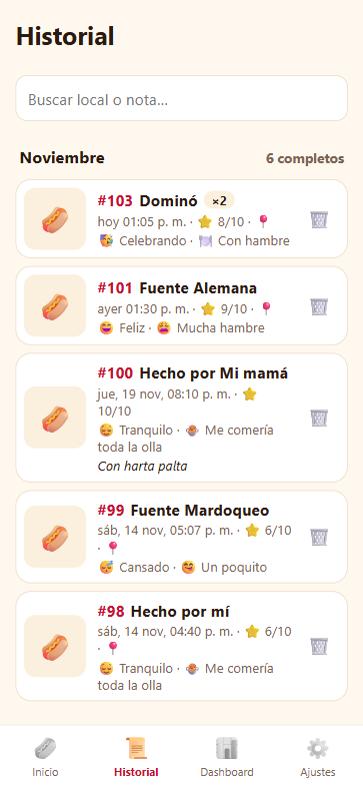 Historial
Buscar local o nota...
Noviembre
6 completos
#103 Dominó ×2
hoy 01:05 p. m. · ⭐ 8/10 · 📍
🥳 Celebrando · 🍽️ Con hambre
#101 Fuente Alemana
ayer 01:30 p. m. · ⭐ 9/10 · 📍
😄 Feliz · 😩 Mucha hambre
#100 Hecho por Mi mamá
jue, 19 nov, 08:10 p. m. · ⭐
10/10
😌 Tranquilo · 🍲 Me comería
toda la olla
Con harta palta
#99 Fuente Mardoqueo
sáb, 14 nov, 05:07 p. m. · ⭐ 6/10
· 📍
😴 Cansado · 😋 Un poquito
#98 Hecho por mí
sáb, 14 nov, 04:40 p. m. · ⭐ 6/10
· 📍
😌 Tranquilo · 🍲 Me comería
toda la olla
Inicio
Historial
Dashboard
Ajustes